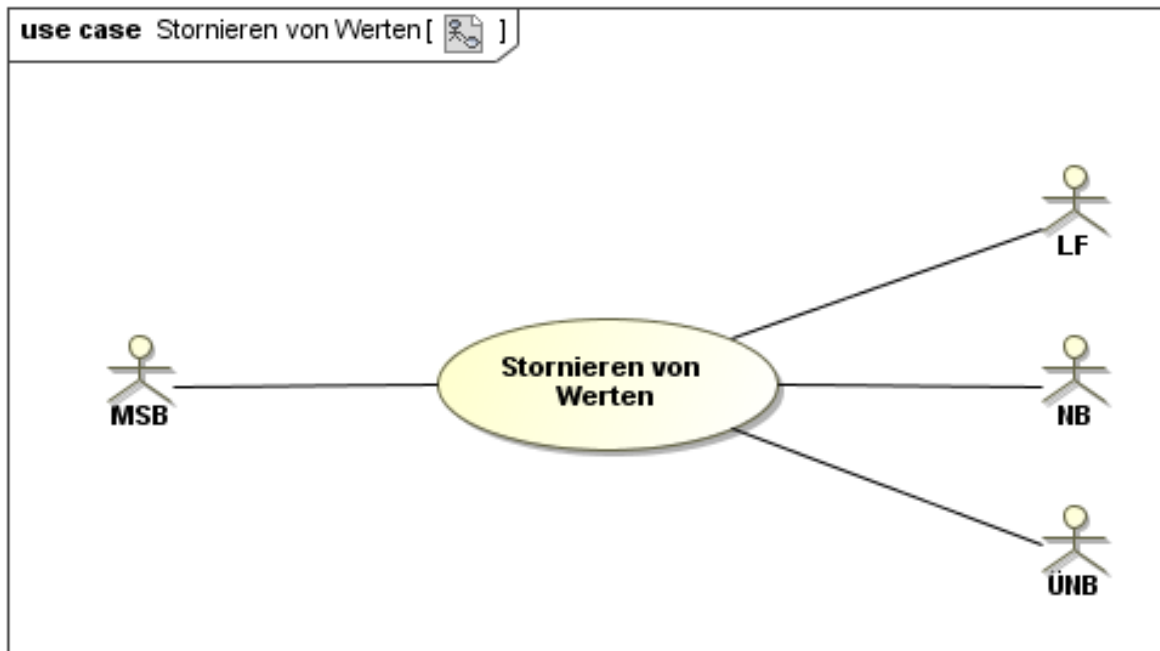 use case Stornieren von Werten [ ]
LF
Stornieren von
Werten
MSB
NB
ÜNB